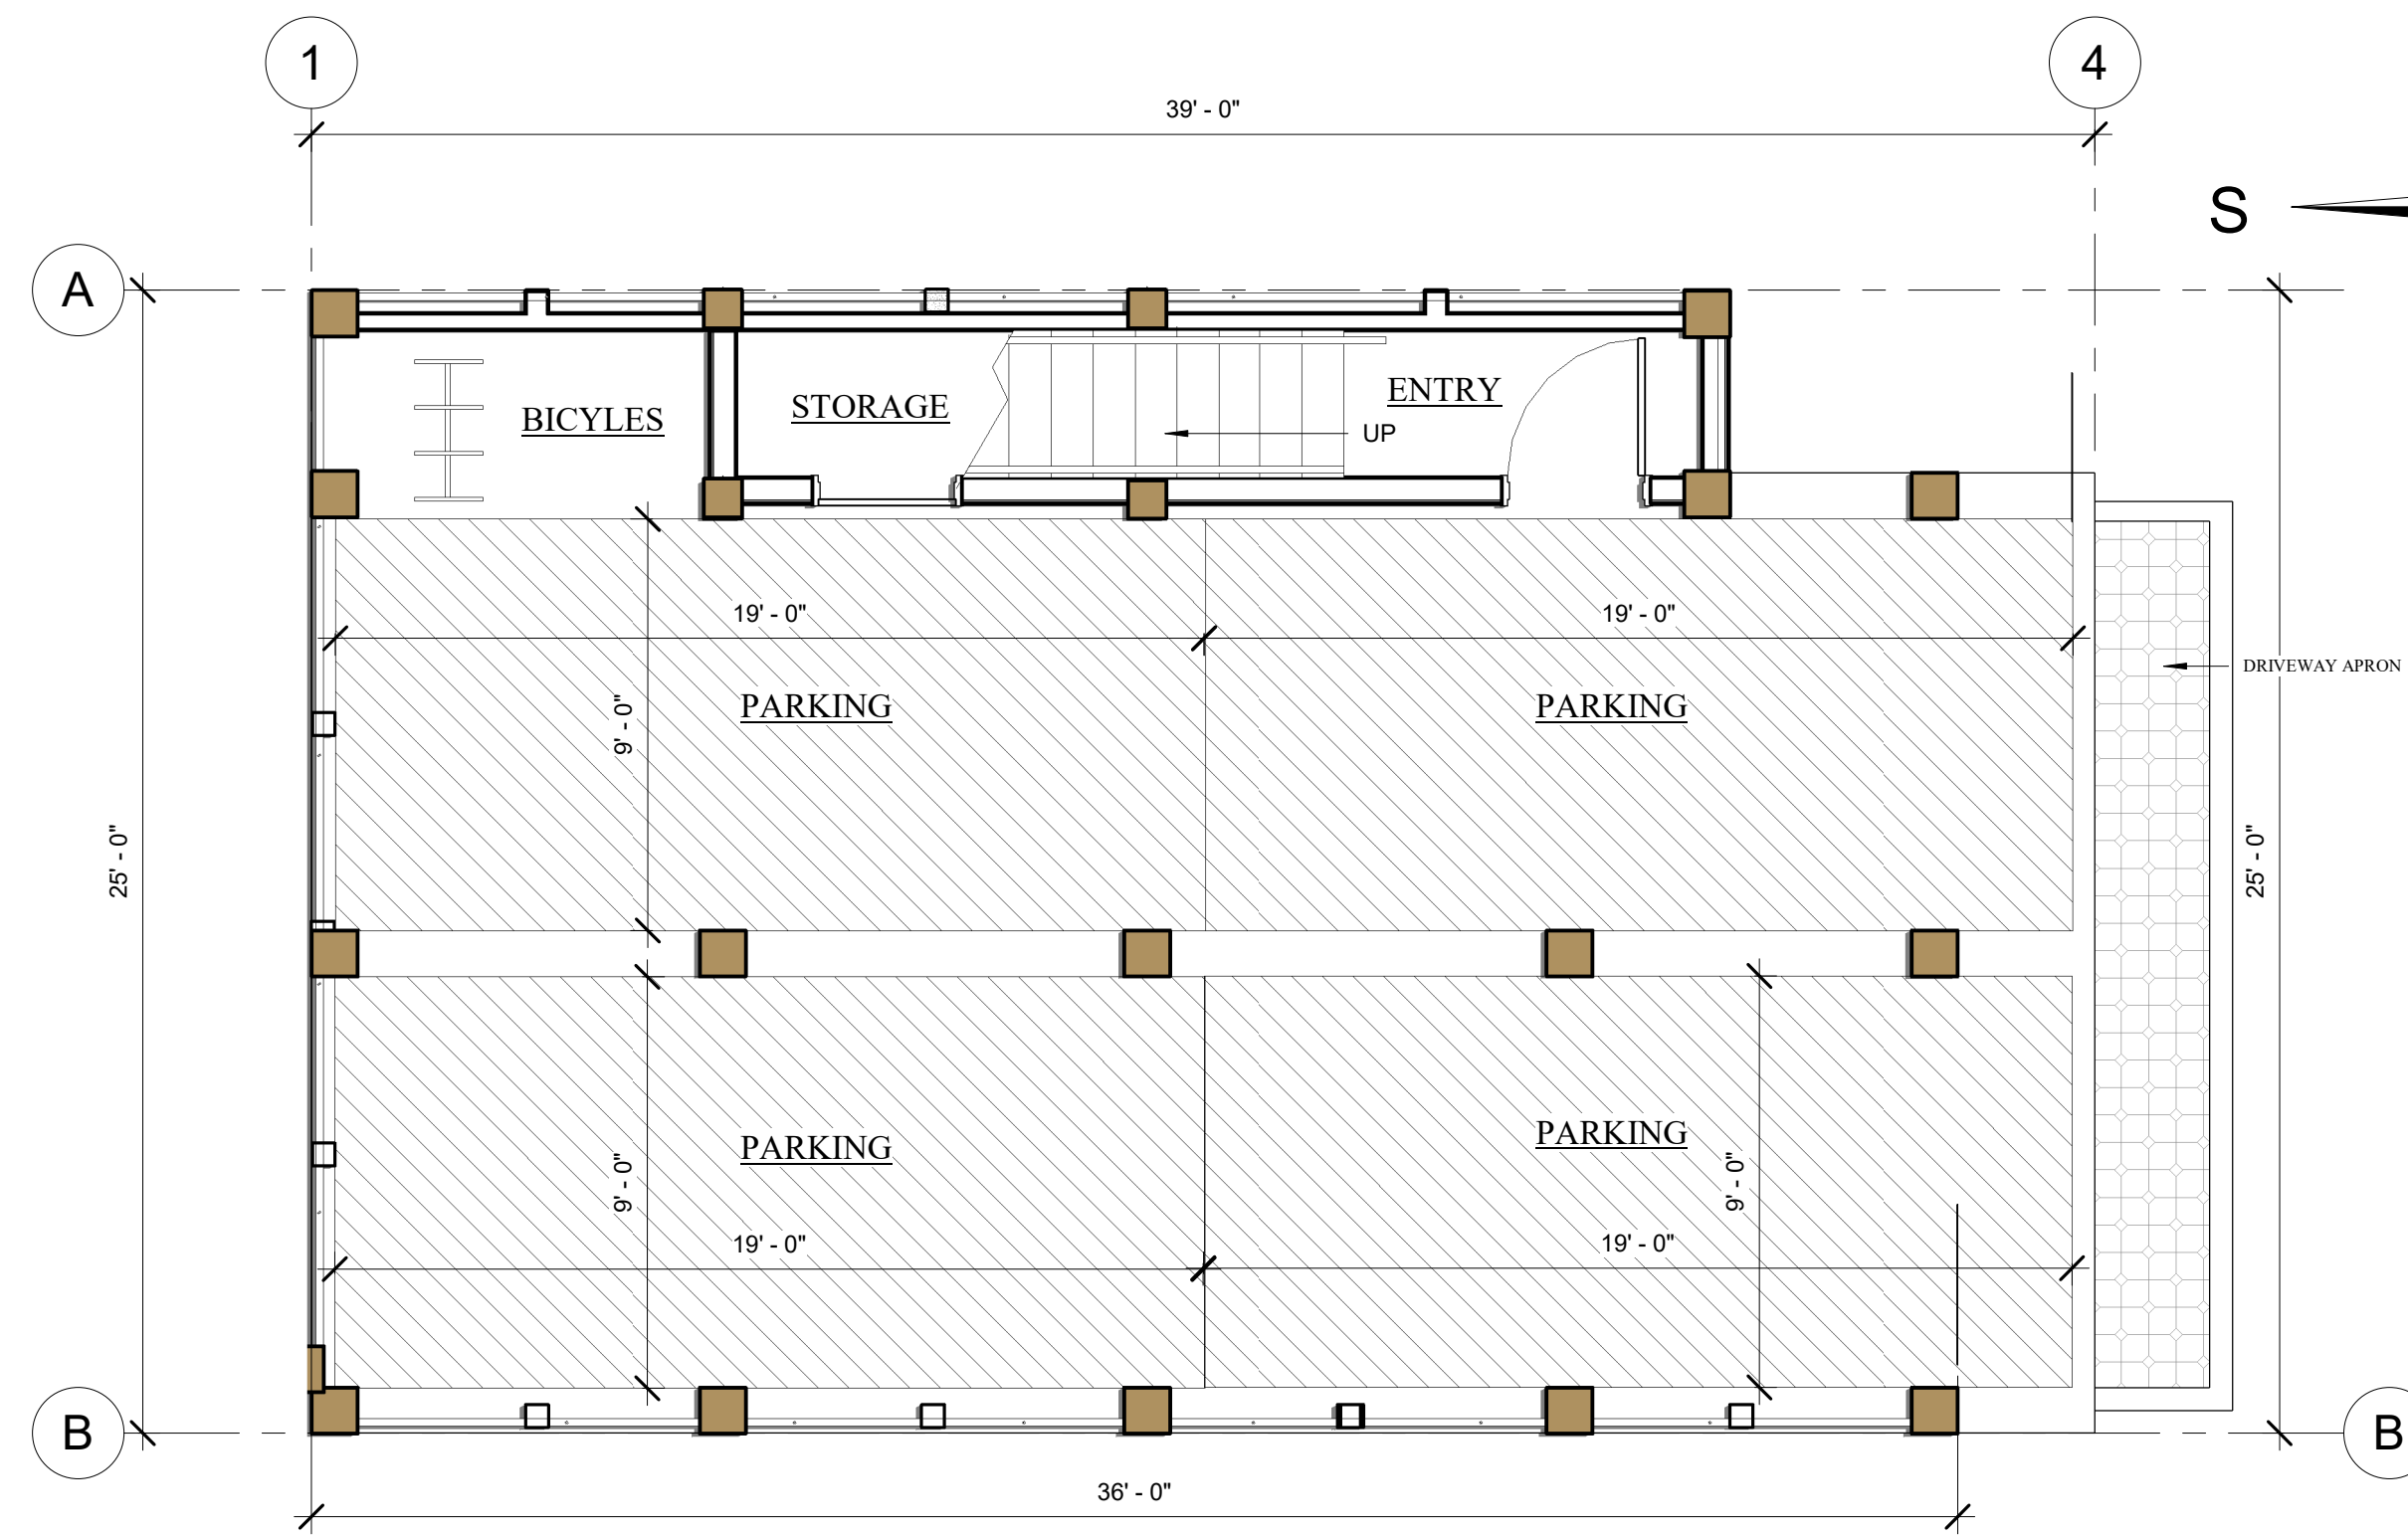 1
4
39' - 0"
S
A
ENTRY
STORAGE
BICYLES
UP
19' - 0"
19' - 0"
DRIVEWAY APRON
PARKING
PARKING
9' - 0"
25' - 0"
25' - 0"
PARKING
PARKING
9' - 0"
9' - 0"
19' - 0"
19' - 0"
B
B
36' - 0"